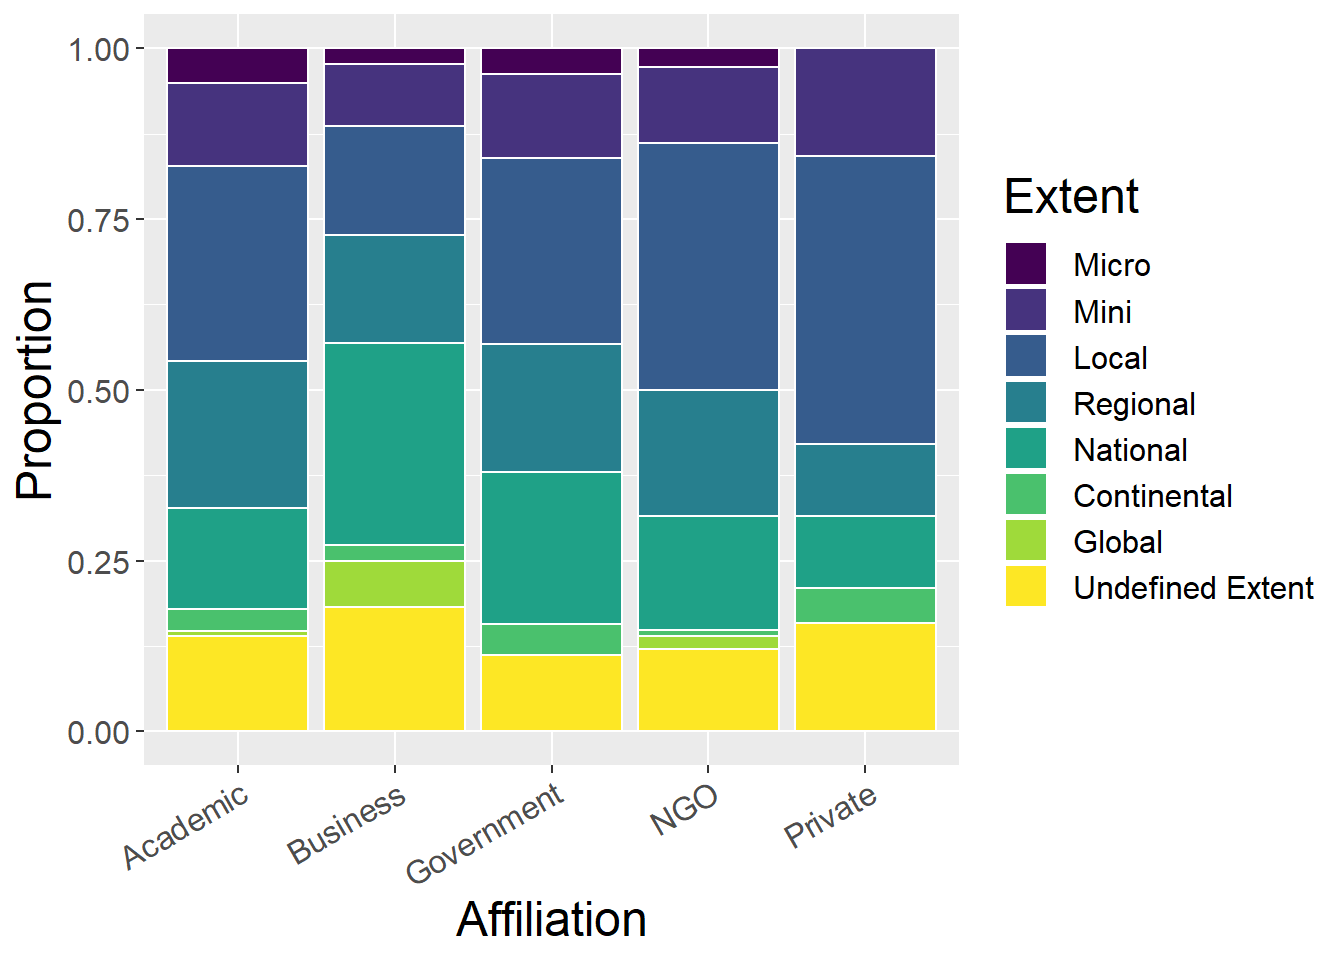 1.00
0.75
0.50
0.25
0.00
Proportion
Academic
Business
Government
NGO
Private
Affiliation
Extent
Micro
Mini
Local
Regional
National
Continental
Global
Undefined Extent